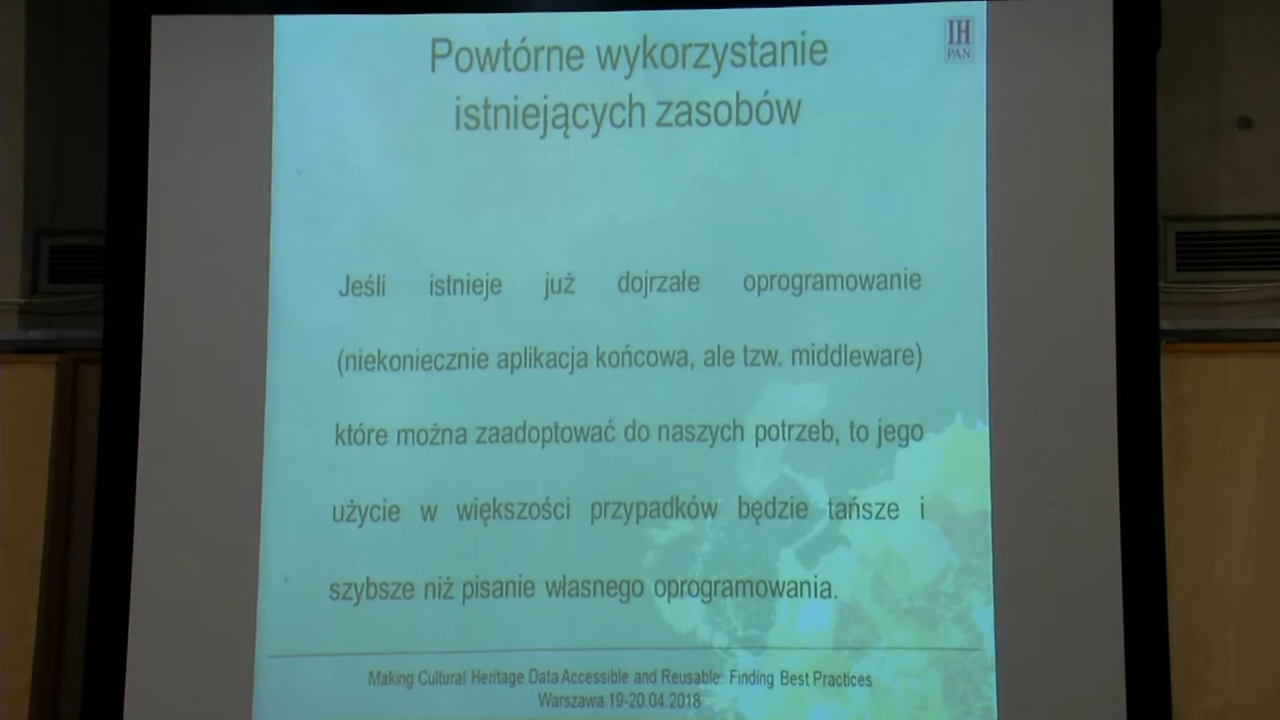 IH
PAN
Powtórne wykorzystanie
istniejących zasobów
Jeśli istnieje już dojrzałe oprogramowanie
(niekoniecznie aplikacja końcowa, ale tzw. middleware)
które można zaadoptować do naszych potrzeb, to jego
użycie w większości przypadków będzie tańsze i
szybsze niż pisanie własnego oprogramowania.
Making Cultural Heritage Data Accessible and Reusable: Finding Best Practices
Warszawa 19-20.04.2018